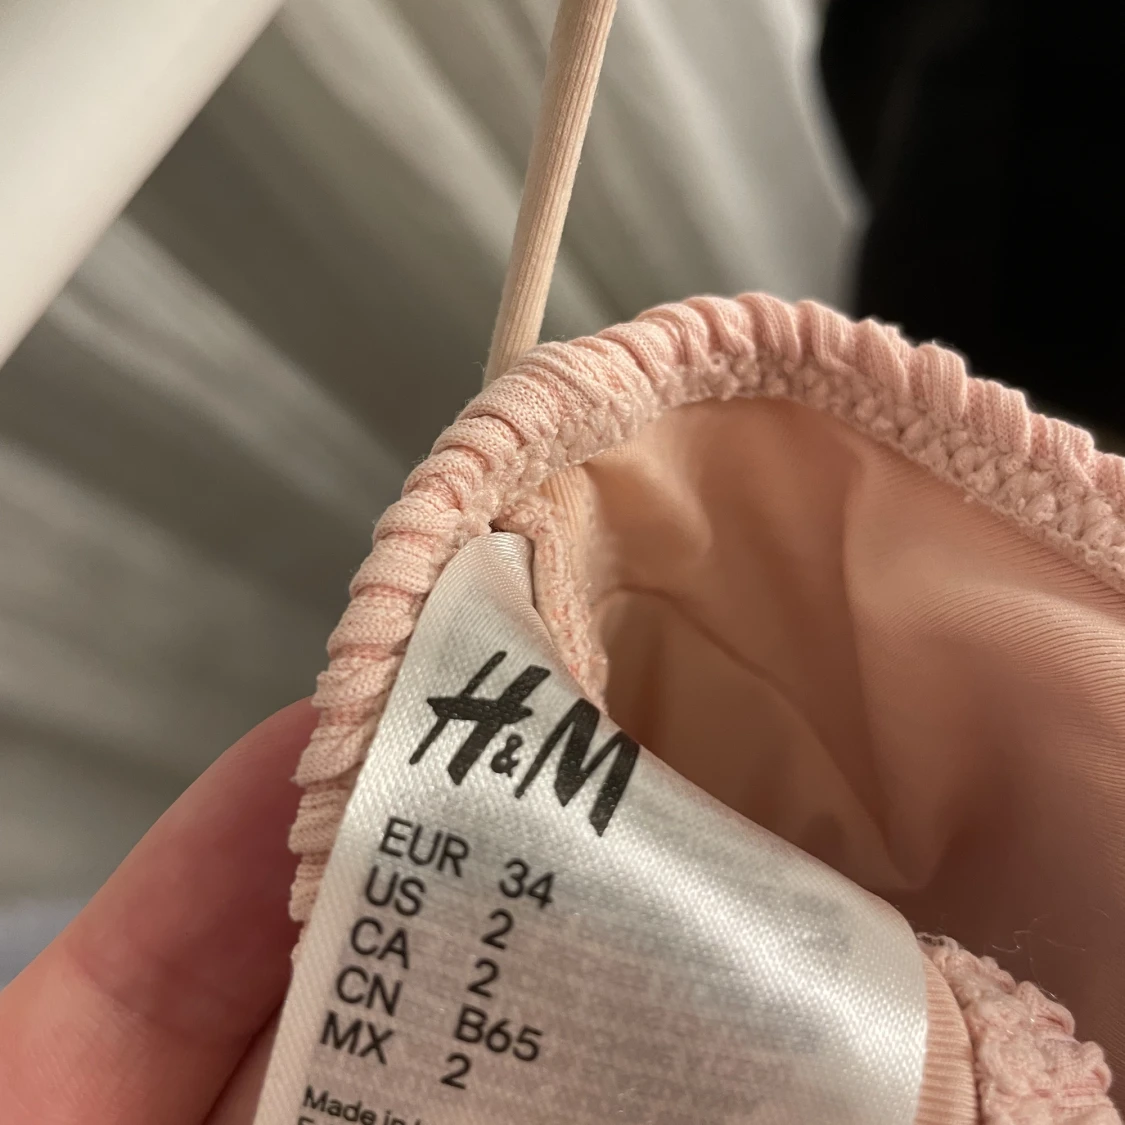 H&M
EUR 34
US 2
CA 2
CN B65
MX 2
Made in